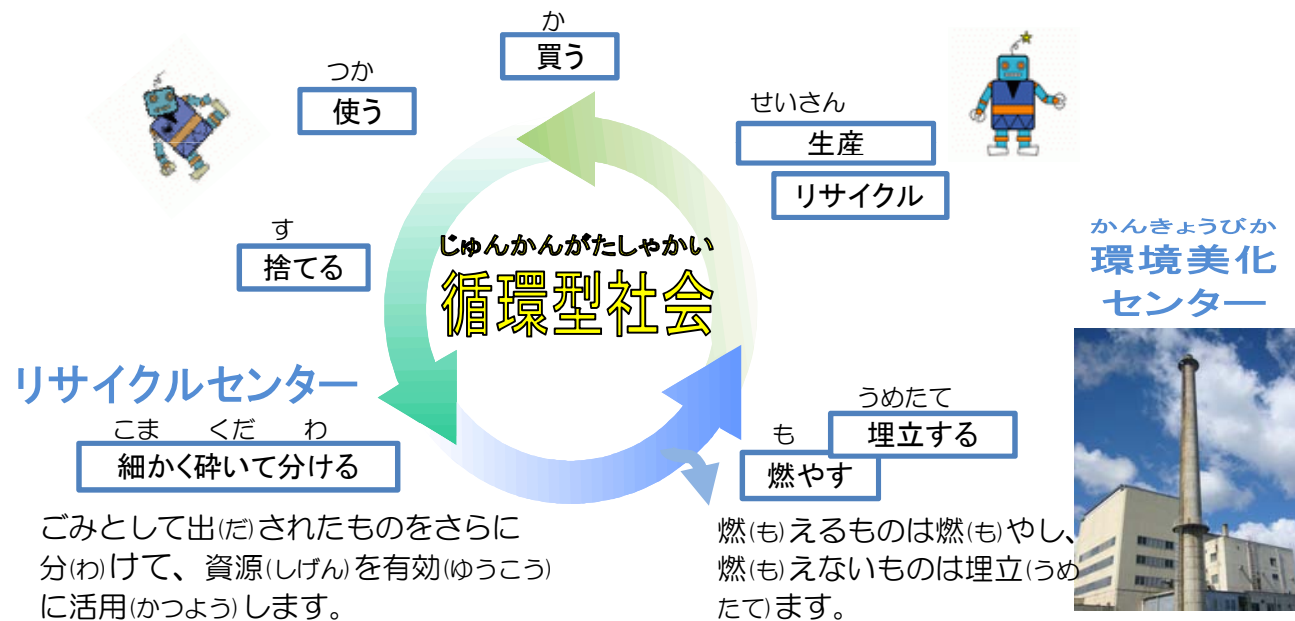 か
買う
つか
使う
せいさん
生産
リサイクル
す
捨てる
じゅんかんがたしゃかい
循環型社会
かんきょうびか
環境美化
センター
リサイクルセンター
こま くだ わ
細かく砕いて分ける
うめたて
埋立する
も
燃やす
ごみとして出(だ)されたものをさらに
分(わ)けて、資源(しげん)を有効(ゆうこう)
に活用(かつよう)します。
燃(も)えるものは燃(も)やし、
燃(も)えないものは埋立(うめ
たて)ます。